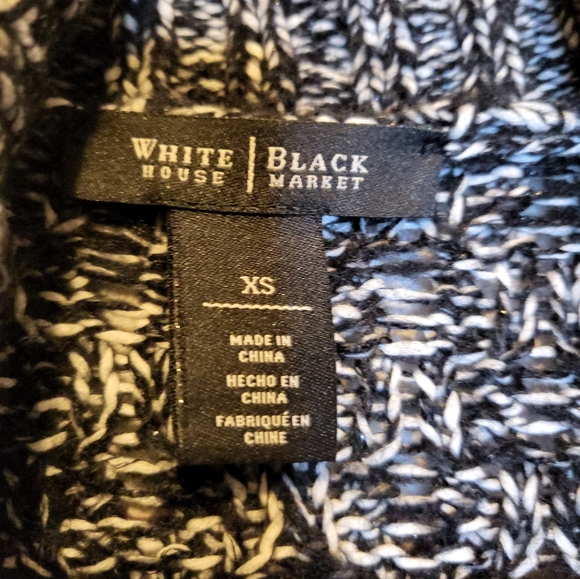 WHITE | BLACK
HOUSE | MARKET
XS
MADE IN
CHINA
HECHO EN
CHINA
FABRIQUÉ EN
CHINE